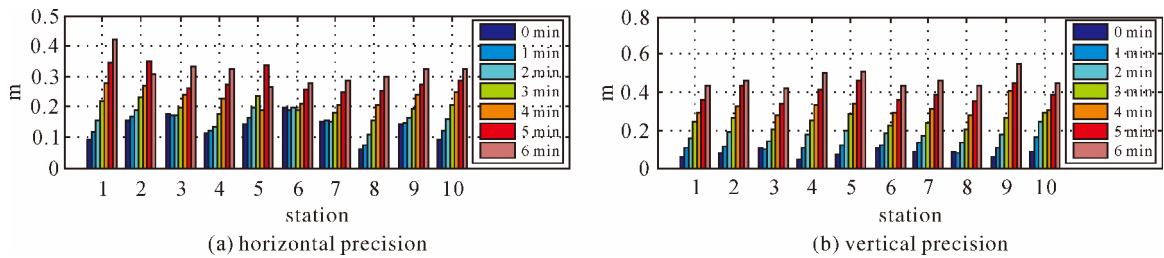 0.5
0.4
0.3
0.2
0.1
0
m
1 2 3 4 5 6 7 8 9 10
station
0 min
1 min
2 min
3 min
4 min
5 min
6 min
(a) horizontal precision
0.8
0.6
0.4
0.2
0
m
1 2 3 4 5 6 7 8 9 10
station
0 min
1 min
2 min
3 min
4 min
5 min
6 min
(b) vertical precision